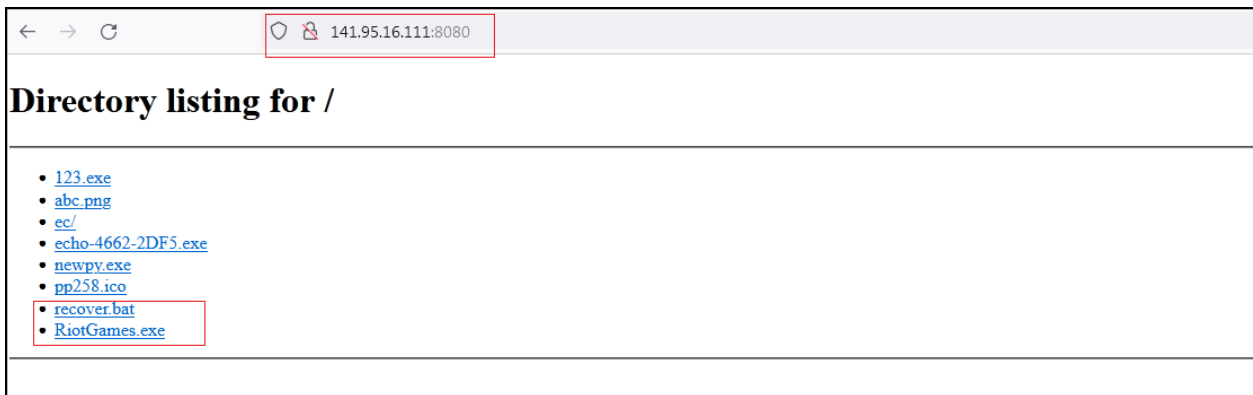 141.95.16.111:8080
Directory listing for /
123.exe
abc.png
ec/
echo-4662-2DF5.exe
newpy.exe
pp258.ico
recover.bat
RiotGames.exe